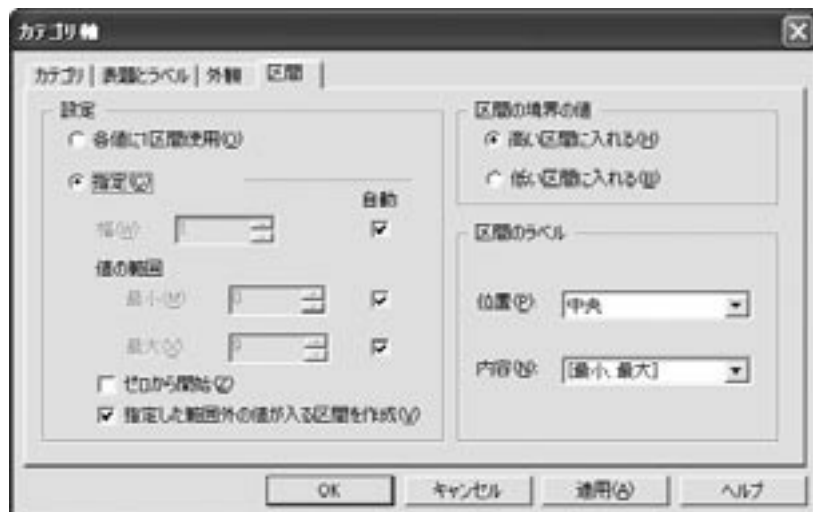 カテゴリ軸
カテゴリ 表題とラベル 外観 区間
設定
各値に1区間使用(O)
指定(C)
自動
幅(W) 1
値の範囲
最小(M) 0
最大(X) 0
ゼロから開始(Z)
指定した範囲外の値が入る区間を作成(V)
区間の境界の値
高い区間に入れる(H)
低い区間に入れる
区間のラベル
位置(P): 中央
内容(N): [最小、最大]
OK キャンセル 適用(A) ヘルプ